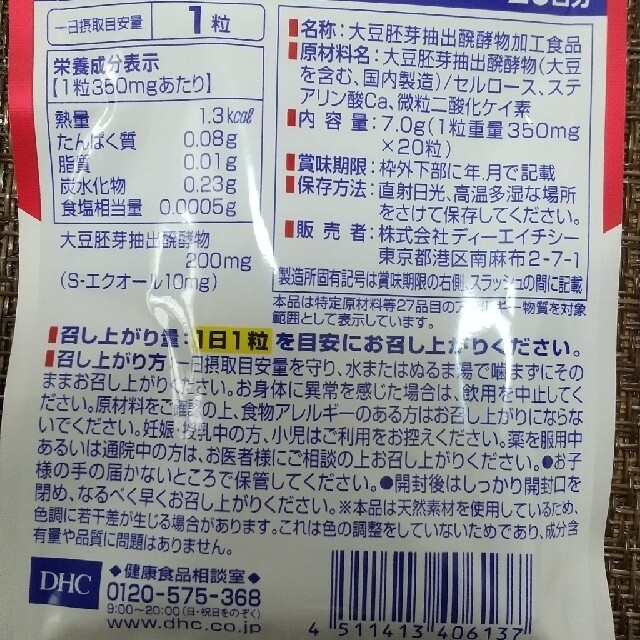 一日摂取目安量 1粒
栄養成分表示
【1粒350mgあたり】
熱量 1.3kcal
たんぱく質 0.08g
脂質 0.01g
炭水化物 0.23g
食塩相当量 0.0005g
大豆胚芽抽出醗酵物
200mg
(S-エクオール10mg)
名称:大豆胚芽抽出醗酵物加工食品
原材料名:大豆胚芽抽出醗酵物(大豆
を含む、国内製造)/セルロース、ステ
アリン酸Ca、微粒二酸化ケイ素
内容量:7.0g(1粒重量350mg
×20粒)
賞味期限:枠外下部に年.月で記載
保存方法:直射日光、高温多湿な場所
をさけて保存してください。
販売者:株式会社ディーエイチシー
東京都港区南麻布2-7-1
製造所固有記号は賞味期限の右側、スラッシュの間に記載
本品は特定原材料等27品目のアレルギー物質を対象
範囲として表示しています。
召し上がり量:1日1粒を目安にお召し上がりください。
召し上がり方 一日摂取目安量を守り、水またはぬるま湯で噛まずにその
ままお召し上がりください。お身体に異常を感じた場合は、飲用を中止してく
ださい。原材料をご確認の上、食物アレルギーのある方はお召し上がりにならな
いでください。妊娠・授乳中の方、小児はご利用をお控えください。薬を服用中
あるいは通院中の方は、お医者様にご相談の上お召し上がりください。●お子
様の手の届かないところで保管してください。●開封後はしっかり開封口を
閉め、なるべく早くお召し上がりください。※本品は天然素材を使用しているため、
色調に若干差が生じる場合があります。これは色の調整をしていないためであり、成分含
有量や品質に問題はありません。
DHC
◆健康食品相談室◆
0120-575-368
9:00~20:00(日・祝日をのぞく)
www.dhc.co.jp
4 511413 406137